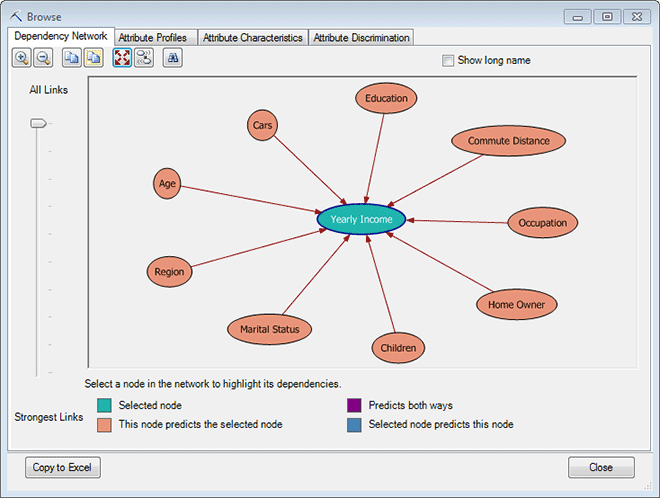 Browse
Dependency Network Attribute Profiles Attribute Characteristics Attribute Discrimination
Show long name
All Links
Education
Cars
Commute Distance
Age
Yearly Income
Occupation
Region
Home Owner
Marital Status
Children
Select a node in the network to highlight its dependencies.
Selected node Predicts both ways
Strongest Links
This node predicts the selected node Selected node predicts this node
Copy to Excel Close